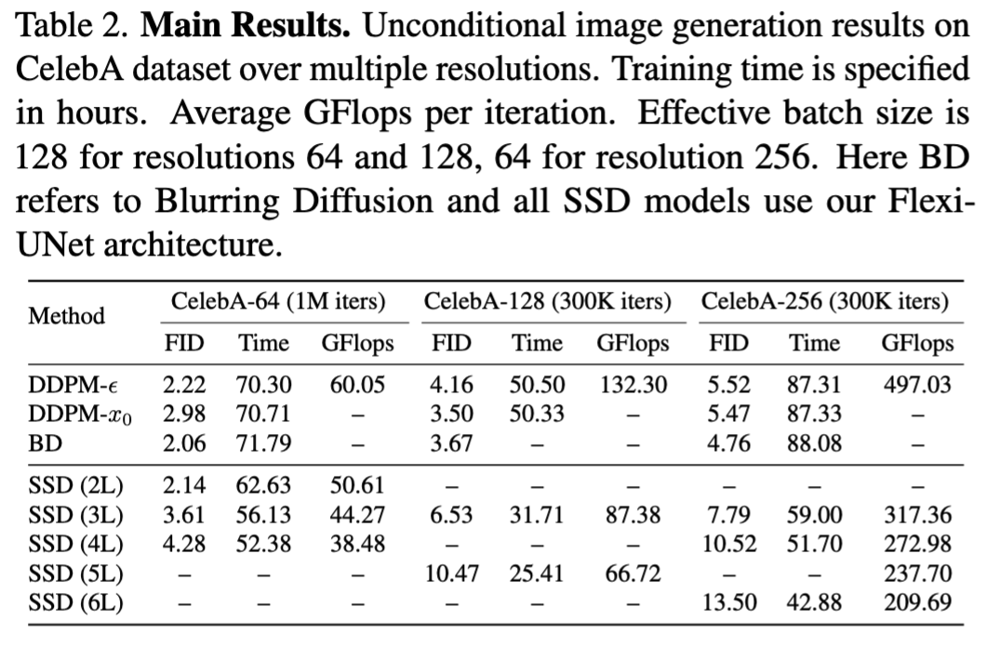 Table 2. Main Results. Unconditional image generation results on
CelebA dataset over multiple resolutions. Training time is specified
in hours. Average GFlops per iteration. Effective batch size is
128 for resolutions 64 and 128, 64 for resolution 256. Here BD
refers to Blurring Diffusion and all SSD models use our Flexi-
UNet architecture.
Method CelebA-64 (1M iters) CelebA-128 (300K iters) CelebA-256 (300K iters)
FID Time GFlops FID Time GFlops FID Time GFlops
DDPM-ϵ 2.22 70.30 60.05 4.16 50.50 132.30 5.52 87.31 497.03
DDPM-x₀ 2.98 70.71 – 3.50 50.33 – 5.47 87.33 –
BD 2.06 71.79 – 3.67 – – 4.76 88.08 –
SSD (2L) 2.14 62.63 50.61 – – – – – –
SSD (3L) 3.61 56.13 44.27 6.53 31.71 87.38 7.79 59.00 317.36
SSD (4L) 4.28 52.38 38.48 – – – 10.52 51.70 272.98
SSD (5L) – – – 10.47 25.41 66.72 – – 237.70
SSD (6L) – – – – – – 13.50 42.88 209.69